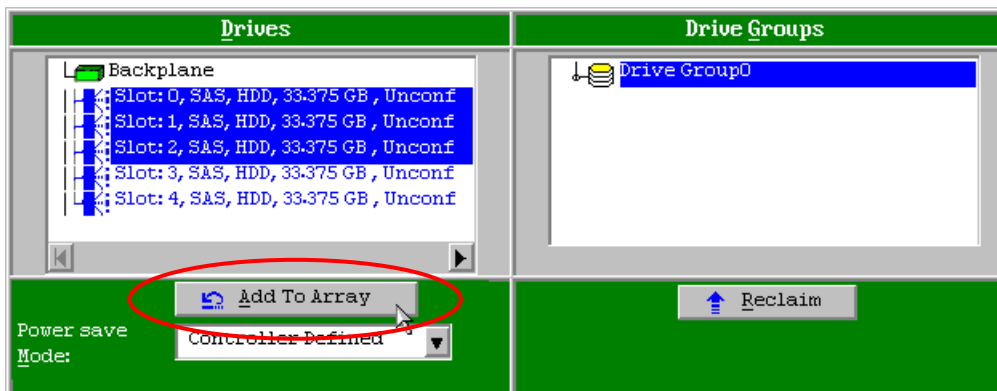 Drives
Drive Groups
Backplane
Slot: 0, SAS, HDD, 33.375 GB , Unconf
Slot: 1, SAS, HDD, 33.375 GB , Unconf
Slot: 2, SAS, HDD, 33.375 GB , Unconf
Slot: 3, SAS, HDD, 33.375 GB , Unconf
Slot: 4, SAS, HDD, 33.375 GB , Unconf
Drive Group0
Add To Array
Reclaim
Power save
Mode:
Controller Defined